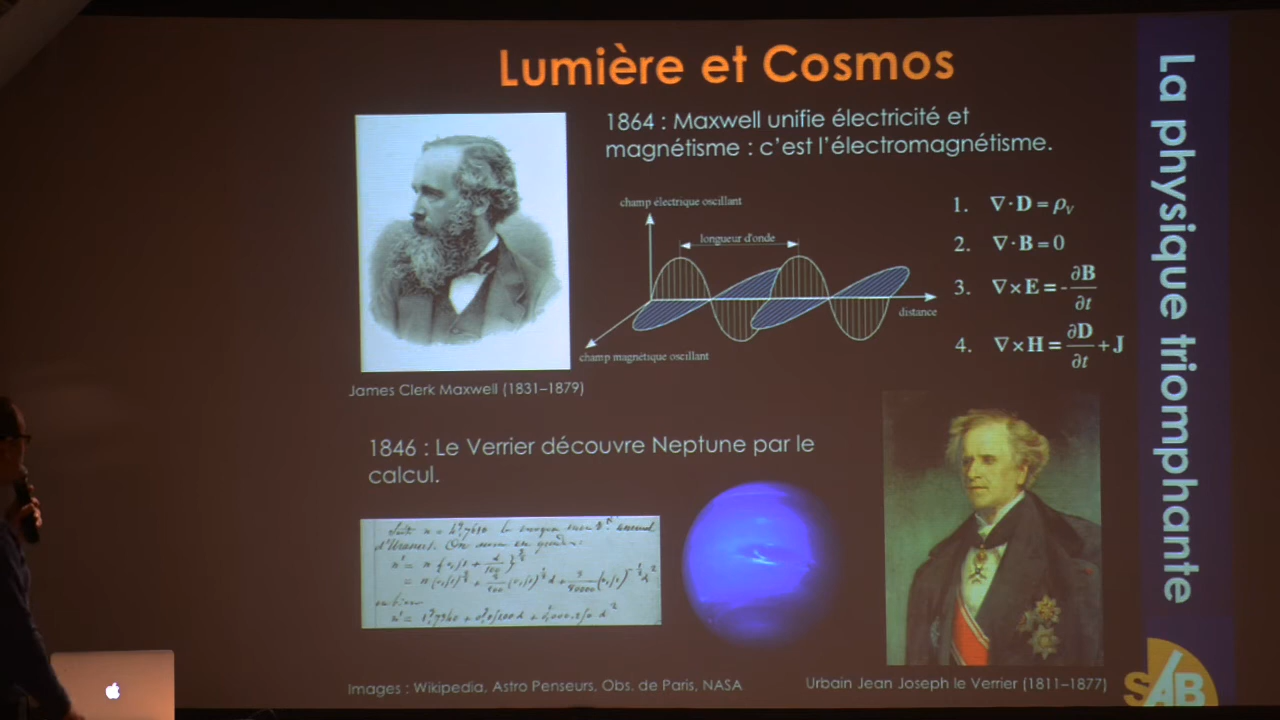 Lumière et Cosmos
La physique triomphante
1864 : Maxwell unifie électricité et
magnétisme : c'est l'électromagnétisme.
champ électrique oscillant
longueur d'onde
distance
champ magnétique oscillant
1. ∇·D = ρv
2. ∇·B = 0
3. ∇×E = -∂B/∂t
4. ∇×H = ∂D/∂t + J
James Clerk Maxwell (1831–1879)
1846 : Le Verrier découvre Neptune par le
calcul.
Images : Wikipedia, Astro Penseurs, Obs. de Paris, NASA
Urbain Jean Joseph le Verrier (1811–1877)
SAB